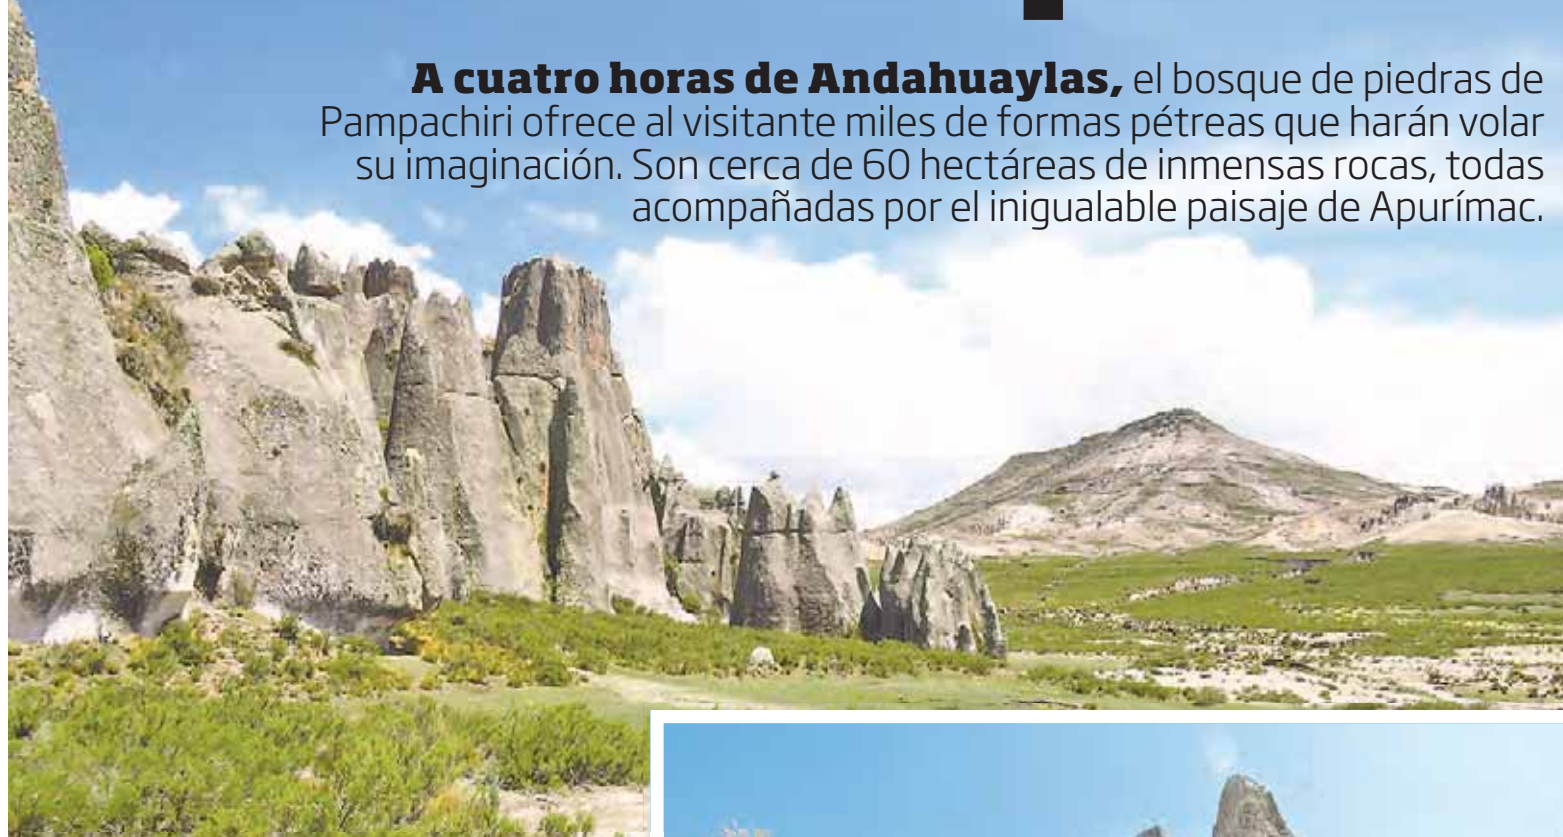 A cuatro horas de Andahuaylas, el bosque de piedras de
Pampachiri ofrece al visitante miles de formas pétreas que harán volar
su imaginación. Son cerca de 60 hectáreas de inmensas rocas, todas
acompañadas por el inigualable paisaje de Apurímac.